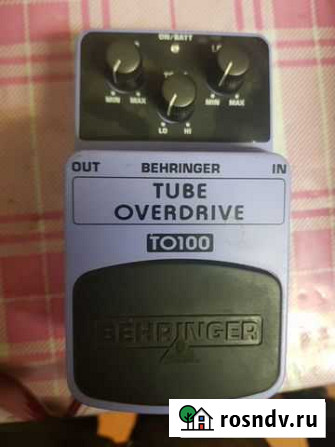 ON/BATT
MIN MAX
MIN MAX
LO HI
OUT BEHRINGER IN
TUBE
OVERDRIVE
TO100
BEHRINGER
rosndv.ru